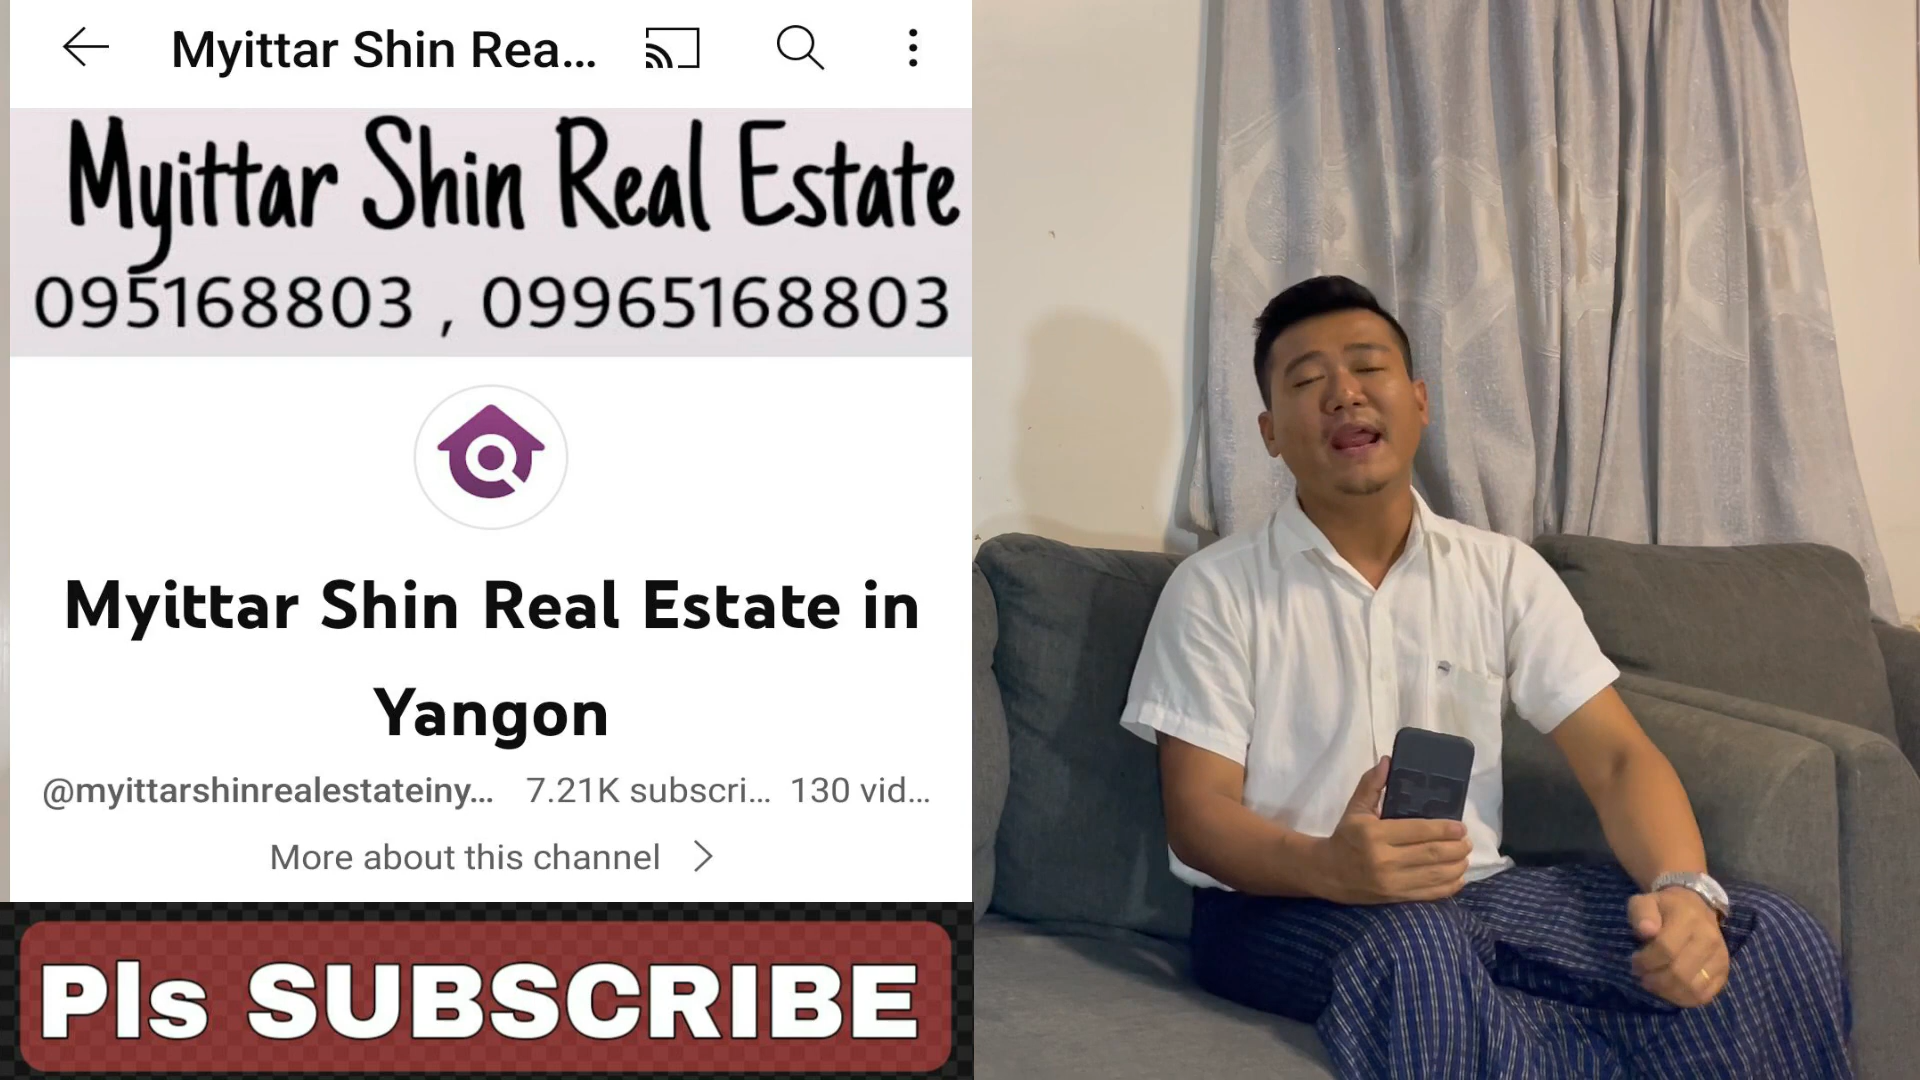 Myittar Shin Rea...
Myittar Shin Real Estate
095168803 , 09965168803
Myittar Shin Real Estate in
Yangon
@myittarshinrealestateiny... 7.21K subscri... 130 vid...
More about this channel
Pls SUBSCRIBE